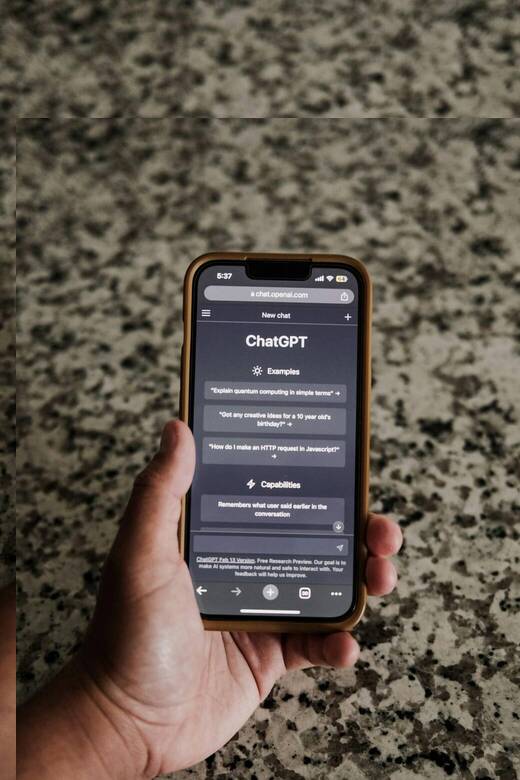 5:37
chat.openai.com
New chat
ChatGPT
Examples
"Explain quantum computing in simple terms" →
"Got any creative ideas for a 10 year old's
birthday?" →
"How do I make an HTTP request in Javascript?"
→
Capabilities
Remembers what user said earlier in the
conversation
ChatGPT Feb 13 Version. Free Research Preview. Our goal is to
make AI systems more natural and safe to interact with. Your
feedback will help us improve.